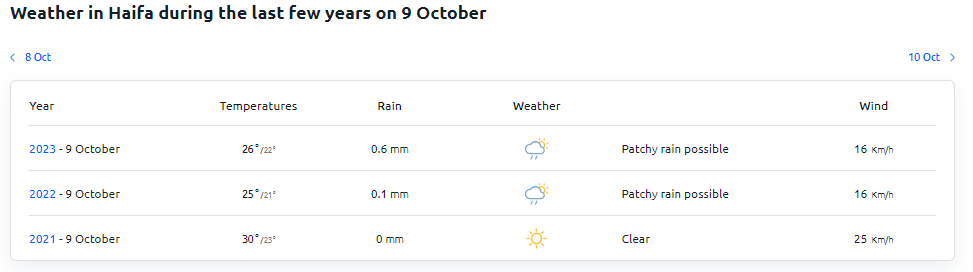 Weather in Haifa during the last few years on 9 October
8 Oct 10 Oct
Year Temperatures Rain Weather Wind
2023 - 9 October 26°/22° 0.6 mm Patchy rain possible 16 Km/h
2022 - 9 October 25°/21° 0.1 mm Patchy rain possible 16 Km/h
2021 - 9 October 30°/23° 0 mm Clear 25 Km/h